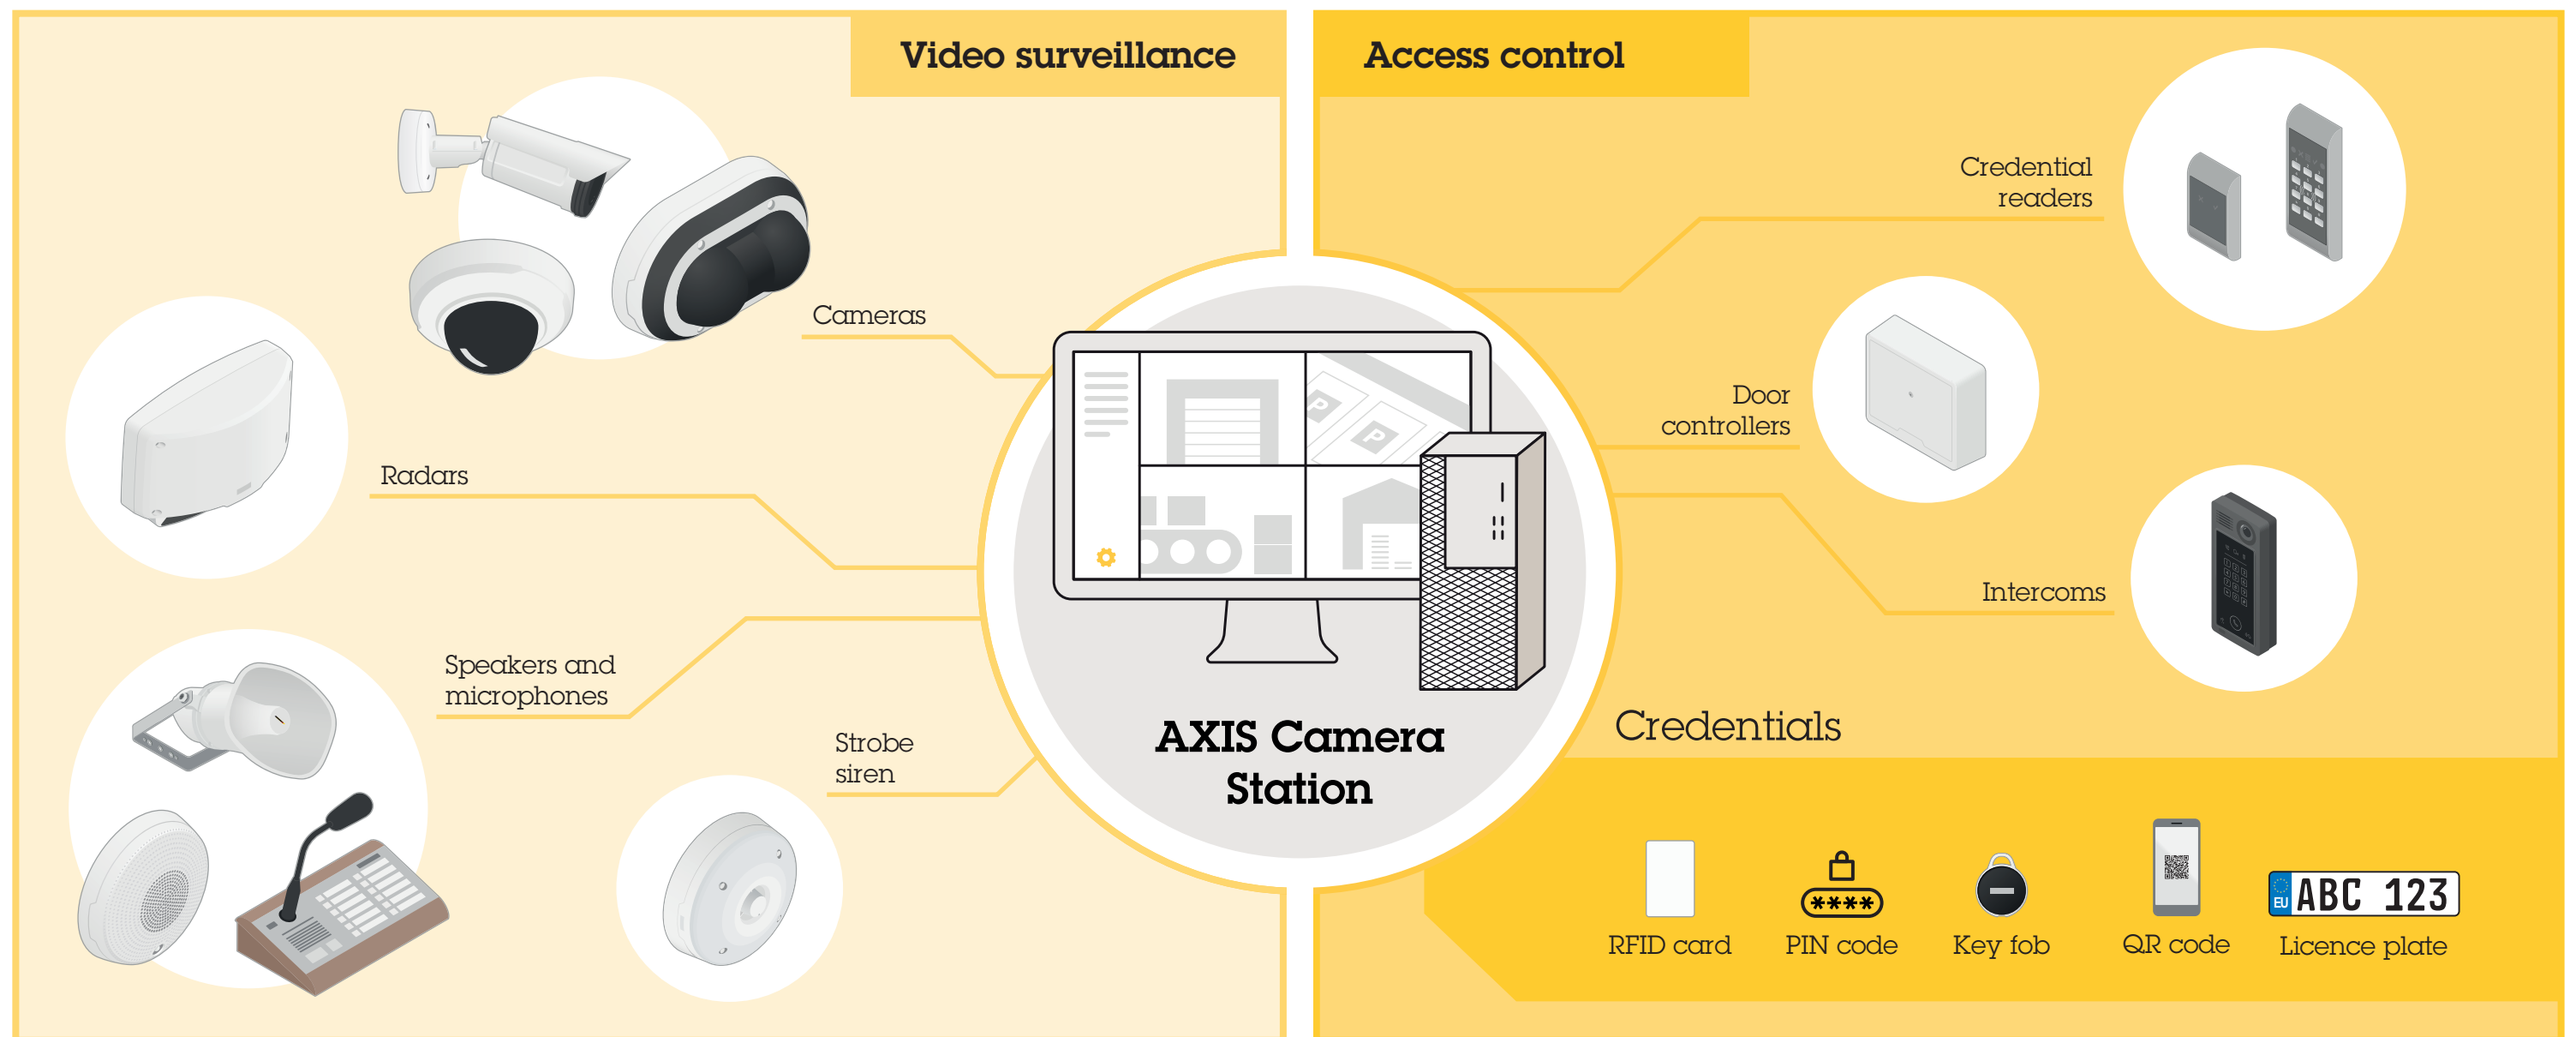 Video surveillance
Access control
Cameras
Radars
Speakers and
microphones
Strobe
siren
P
P
AXIS Camera
Station
Credential
readers
Door
controllers
Intercoms
Credentials
****
EU
ABC 123
RFID card
PIN code
Key fob
QR code
Licence plate